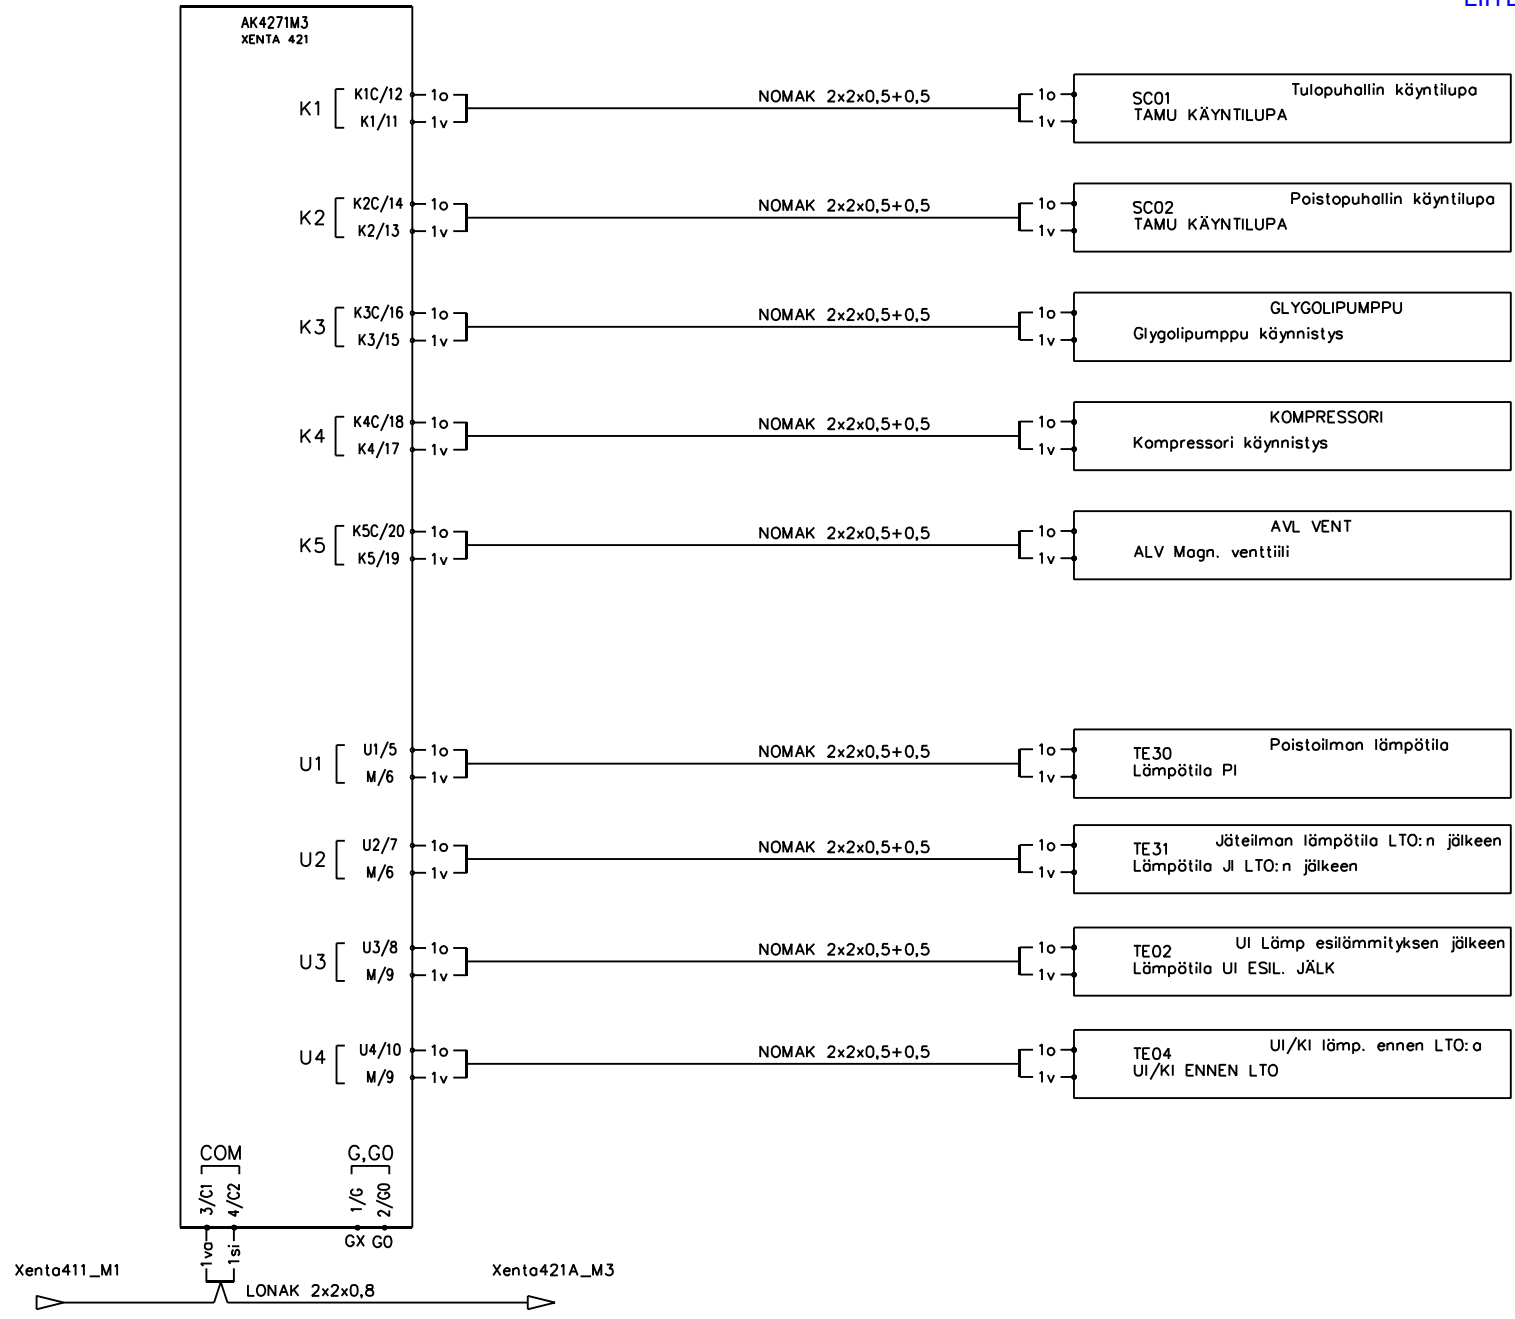 AK4271M3
XENTA 421
K1
K1C/12
1o
NOMAK 2x2x0,5+0,5
1o
SC01
Tulopuhallin käyntilupa
K1/11
1v
1v
TAMU KÄYNTILUPA
K2
K2C/14
1o
NOMAK 2x2x0,5+0,5
1o
SC02
Poistopuhallin käyntilupa
K2/13
1v
1v
TAMU KÄYNTILUPA
K3
K3C/16
1o
NOMAK 2x2x0,5+0,5
1o
GLYGOLIPUMPPU
K3/15
1v
1v
Glygolipumppu käynnistys
K4
K4C/18
1o
NOMAK 2x2x0,5+0,5
1o
KOMPRESSORI
K4/17
1v
1v
Kompressori käynnistys
K5
K5C/20
1o
NOMAK 2x2x0,5+0,5
1o
AVL VENT
K5/19
1v
1v
ALV Magn. venttiili
U1
U1/5
1o
NOMAK 2x2x0,5+0,5
1o
TE30
Poistoilman lämpötila
M/6
1v
1v
Lämpötila PI
U2
U2/7
1o
NOMAK 2x2x0,5+0,5
1o
TE31
Jäteilman lämpötila LTO:n jälkeen
M/6
1v
1v
Lämpötila JI LTO:n jälkeen
U3
U3/8
1o
NOMAK 2x2x0,5+0,5
1o
TE02
UI Lämp esilämmityksen jälkeen
M/9
1v
1v
Lämpötila UI ESIL. JÄLK
U4
U4/10
1o
NOMAK 2x2x0,5+0,5
1o
TE04
UI/KI lämp. ennen LTO:a
M/9
1v
1v
UI/KI ENNEN LTO
COM
G,G0
3/C1
4/C2
1/G
2/G0
1va
1si
GX G0
Xenta411_M1
Xenta421A_M3
LONAK 2x2x0,8